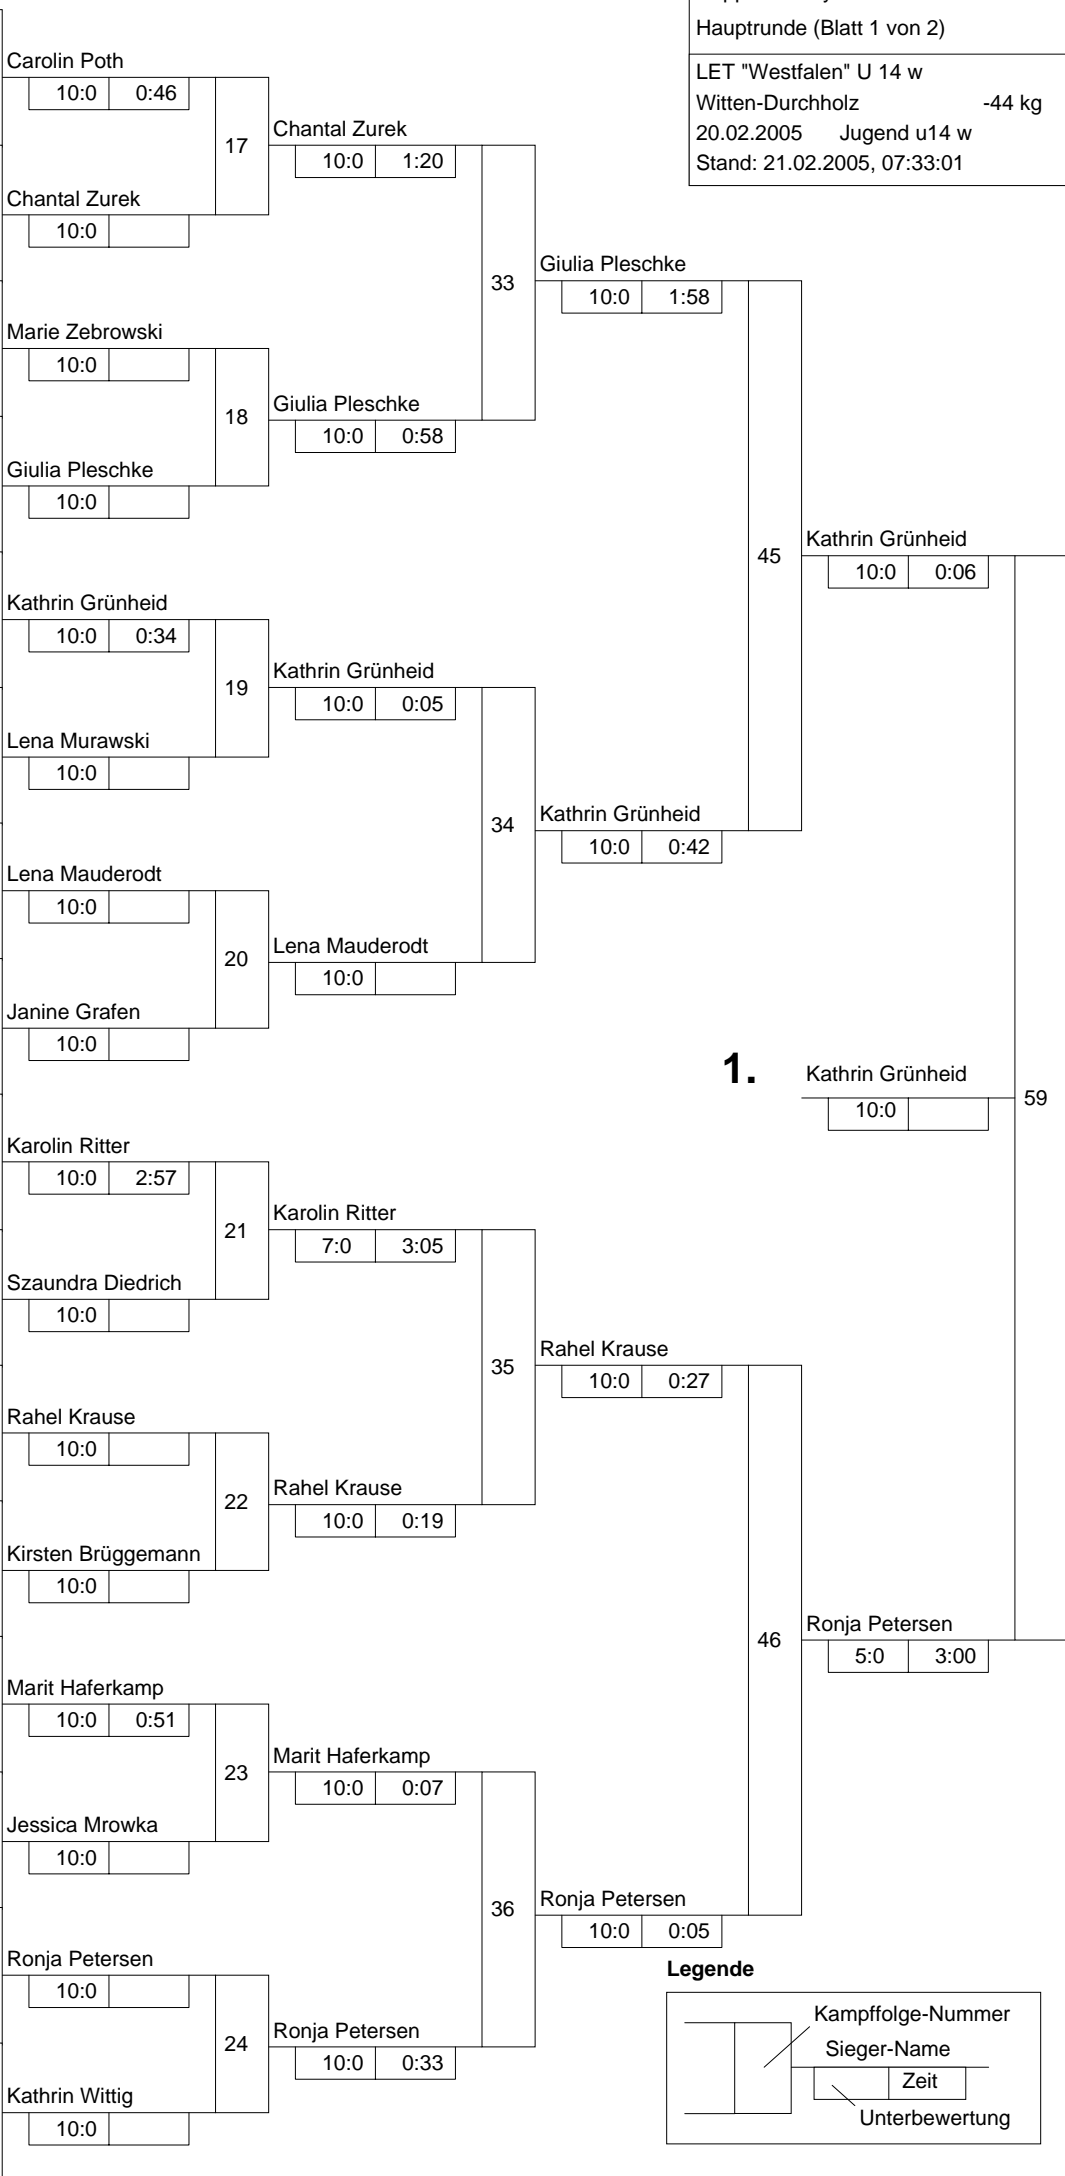 Hauptrunde (Blatt 1 von 2)
LET "Westfalen" U 14 w
Witten-Durchholz -44 kg
20.02.2005 Jugend u14 w
Stand: 21.02.2005, 07:33:01
Carolin Poth
10:0 0:46
17
Chantal Zurek
10:0
Chantal Zurek
10:0 1:20
Marie Zebrowski
10:0
18
Giulia Pleschke
10:0
Giulia Pleschke
10:0 0:58
33
Giulia Pleschke
10:0 1:58
Kathrin Grünheid
10:0 0:34
19
Lena Murawski
10:0
Kathrin Grünheid
10:0 0:05
Lena Mauderodt
10:0
20
Janine Grafen
10:0
Lena Mauderodt
10:0
34
Kathrin Grünheid
10:0 0:42
45
Kathrin Grünheid
10:0 0:06
1. Kathrin Grünheid
10:0
59
Karolin Ritter
10:0 2:57
21
Szaundra Diedrich
10:0
Karolin Ritter
7:0 3:05
Rahel Krause
10:0
22
Kirsten Brüggemann
10:0
Rahel Krause
10:0 0:19
35
Rahel Krause
10:0 0:27
Marit Haferkamp
10:0 0:51
23
Jessica Mrowka
10:0
Marit Haferkamp
10:0 0:07
Ronja Petersen
10:0
24
Kathrin Wittig
10:0
Ronja Petersen
10:0 0:33
36
Ronja Petersen
10:0 0:05
46
Ronja Petersen
5:0 3:00
Legende
Kampffolge-Nummer
Sieger-Name
Zeit
Unterbewertung